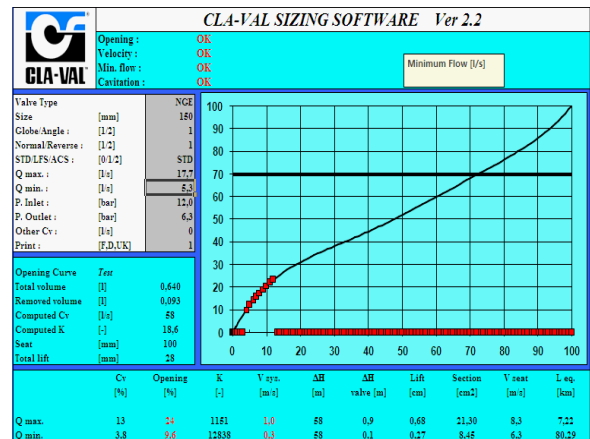 CLA-VAL SIZING SOFTWARE Ver 2.2
CLA-VAL
Opening : OK
Velocity : OK
Min. flow : OK
Cavitation : OK
Minimum Flow [l/s]
Valve Type NGE
Size [mm] 150
Globe/Angle : [1/2] 1
Normal/Reverse : [1/2] 1
STD/LFS/ACS : [0/1/2] STD
Q max. : [l/s] 17,7
Q min. : [l/s] 5,3
P. Inlet : [bar] 12,0
P. Outlet : [bar] 6,3
Other Cv : [l/s] 0
Print : [F,D,UK] 1
Opening Curve Test
Total volume [l] 0,640
Removed volume [l] 0,093
Computed Cv [l/s] 58
Computed K [-] 18.6
Seat [mm] 100
Total lift [mm] 28
100
90
80
70
60
50
40
30
20
10
0
0 10 20 30 40 50 60 70 80 90 100
Cv Opening K V sys. ΔH ΔH Lift Section V seat L eq.
[%] [%] [-] [m/s] [m] valve [m] [cm] [cm2] [m/s] [km]
Q max. 13 24 1151 1.0 58 0,9 0,68 21,30 8,3 7,22
Q min. 3.8 9.6 12838 0.3 58 0.1 0.27 8.45 6.3 80.29